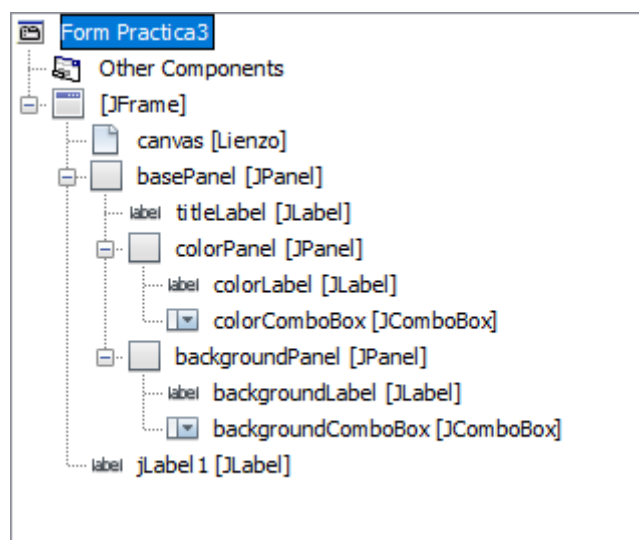 Form Practica3
Other Components
[JFrame]
canvas [Lienzo]
basePanel [JPanel]
label titleLabel [JLabel]
colorPanel [JPanel]
label colorLabel [JLabel]
colorComboBox [JComboBox]
backgroundPanel [JPanel]
label backgroundLabel [JLabel]
backgroundComboBox [JComboBox]
label jLabel1 [JLabel]